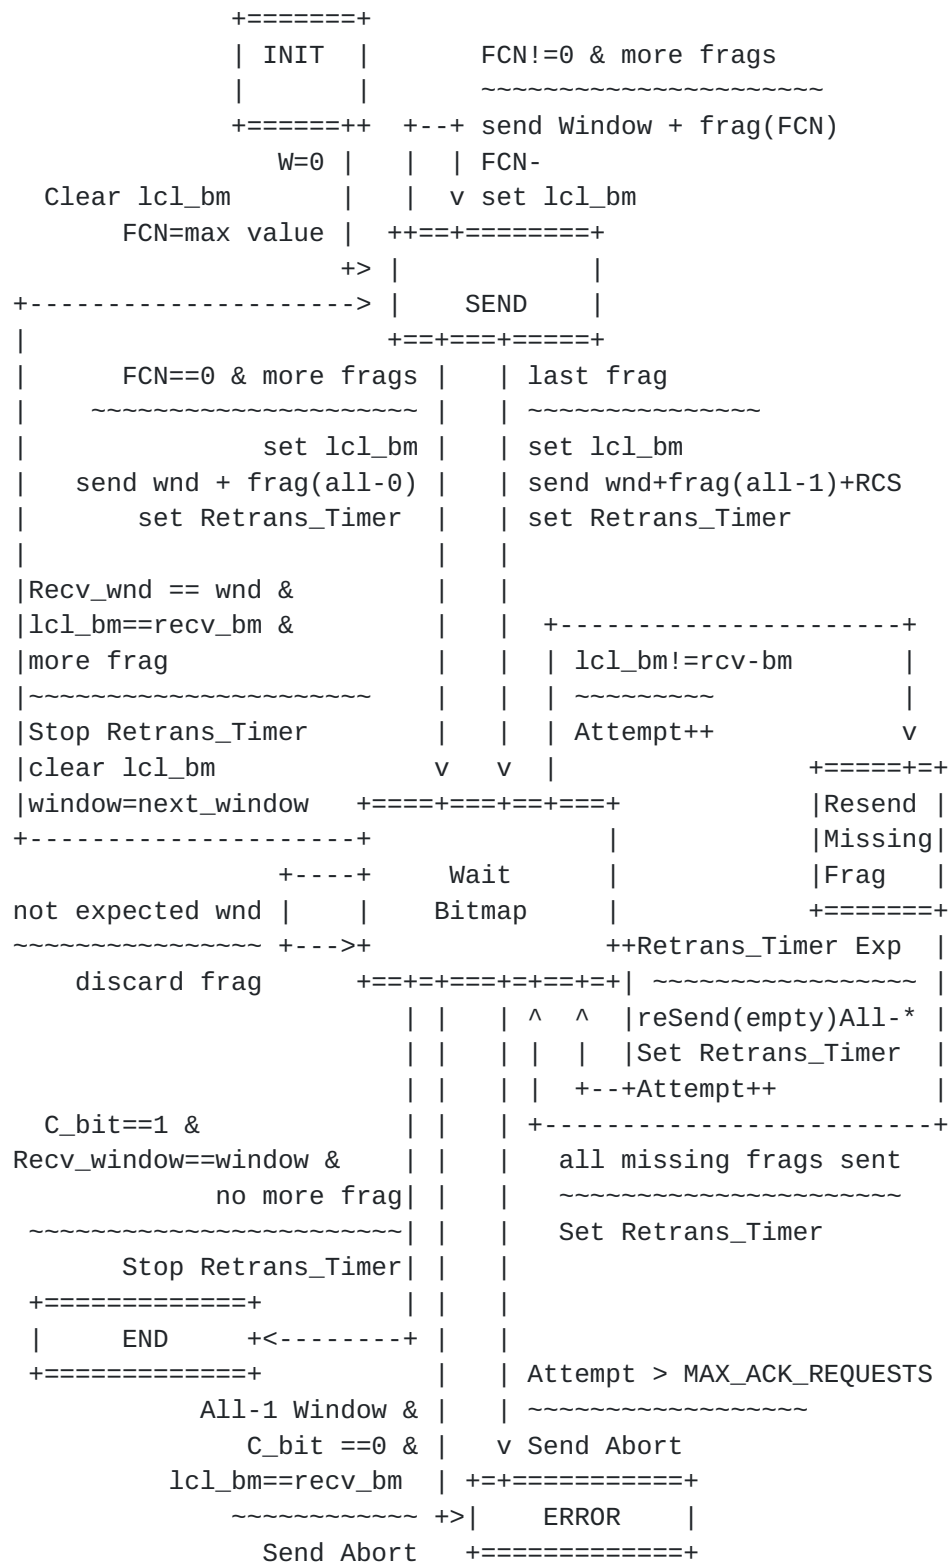 +=======+
                  | INIT  |       FCN!=0 & more frags
                  |       |       ~~~~~~~~~~~~~~~~~~~~~~
                  +======++  +--+ send Window + frag(FCN)
                     W=0 |   |  | FCN-
      Clear lcl_bm       |   |  v set lcl_bm
           FCN=max value |  ++==+========+
                         +> |            |
    +---------------------> |    SEND    |
    |                       +==+===+=====+
    |      FCN==0 & more frags |   | last frag
    |    ~~~~~~~~~~~~~~~~~~~~~ |   | ~~~~~~~~~~~~~~~
    |               set lcl_bm |   | set lcl_bm
    |   send wnd + frag(all-0) |   | send wnd+frag(all-1)+RCS
    |       set Retrans_Timer  |   | set Retrans_Timer
    |                          |   |
    |Recv_wnd == wnd &         |   |
    |lcl_bm==recv_bm &         |   |  +----------------------+
    |more frag                 |   |  | lcl_bm!=rcv-bm       |
    |~~~~~~~~~~~~~~~~~~~~~~    |   |  | ~~~~~~~~~            |
    |Stop Retrans_Timer        |   |  | Attempt++            v
    |clear lcl_bm              v   v  |                +=====+=+
    |window=next_window   +====+===+==+===+            |Resend |
    +---------------------+               |            |Missing|
                     +----+     Wait      |            |Frag   |
    not expected wnd |    |    Bitmap     |            +=======+
    ~~~~~~~~~~~~~~~~ +--->+               ++Retrans_Timer Exp  |
        discard frag      +==+=+===+=+==+=+| ~~~~~~~~~~~~~~~~~ |
                             | |   | ^  ^  |reSend(empty)All-* |
                             | |   | |  |  |Set Retrans_Timer  |
                             | |   | |  +--+Attempt++          |
      C_bit==1 &             | |   | +-------------------------+
    Recv_window==window &    | |   |   all missing frags sent
                 no more frag| |   |   ~~~~~~~~~~~~~~~~~~~~~~
     ~~~~~~~~~~~~~~~~~~~~~~~~| |   |   Set Retrans_Timer
           Stop Retrans_Timer| |   |
     +=============+         | |   |
     |     END     +<--------+ |   |
     +=============+           |   | Attempt > MAX_ACK_REQUESTS
                All-1 Window & |   | ~~~~~~~~~~~~~~~~~~
                   C_bit ==0 & |   v Send Abort
              lcl_bm==recv_bm  | +=+===========+
                  ~~~~~~~~~~~~ +>|    ERROR    |
                    Send Abort   +=============+